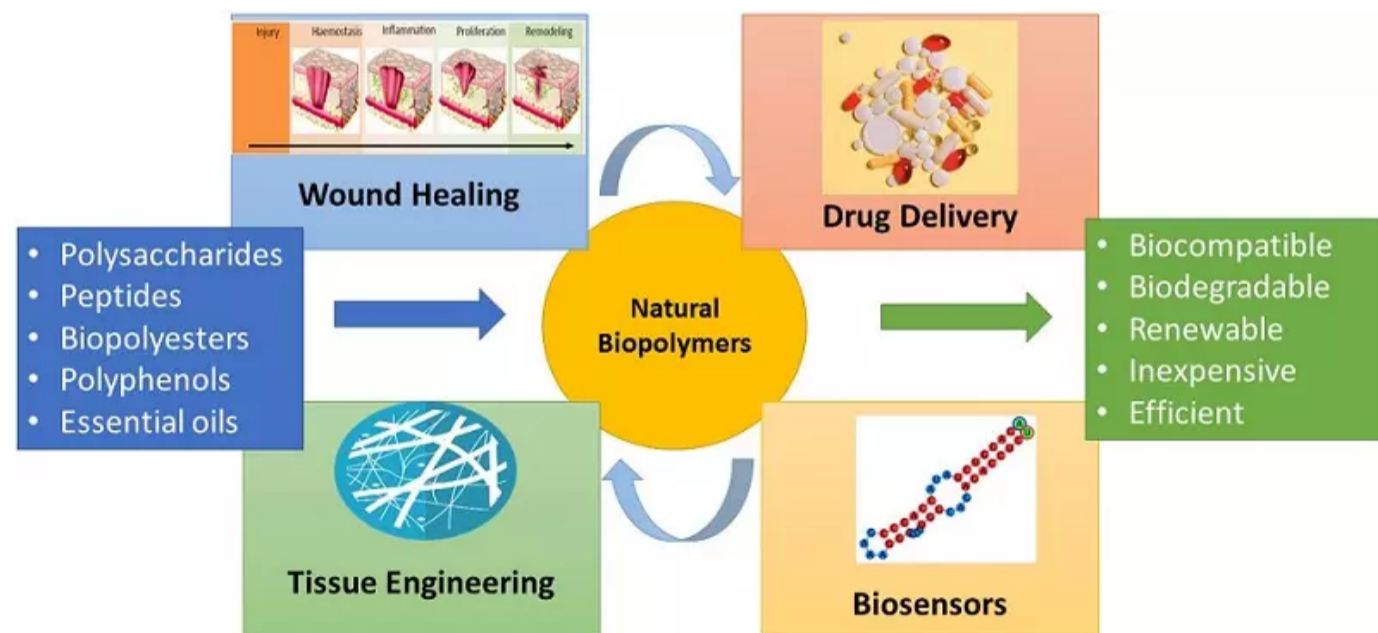 Injury Haemostasis Inflammation Proliferation Remodeling
Wound Healing
Drug Delivery
• Polysaccharides
• Peptides
• Biopolyesters
• Polyphenols
• Essential oils
Natural
Biopolymers
• Biocompatible
• Biodegradable
• Renewable
• Inexpensive
• Efficient
Tissue Engineering
Biosensors